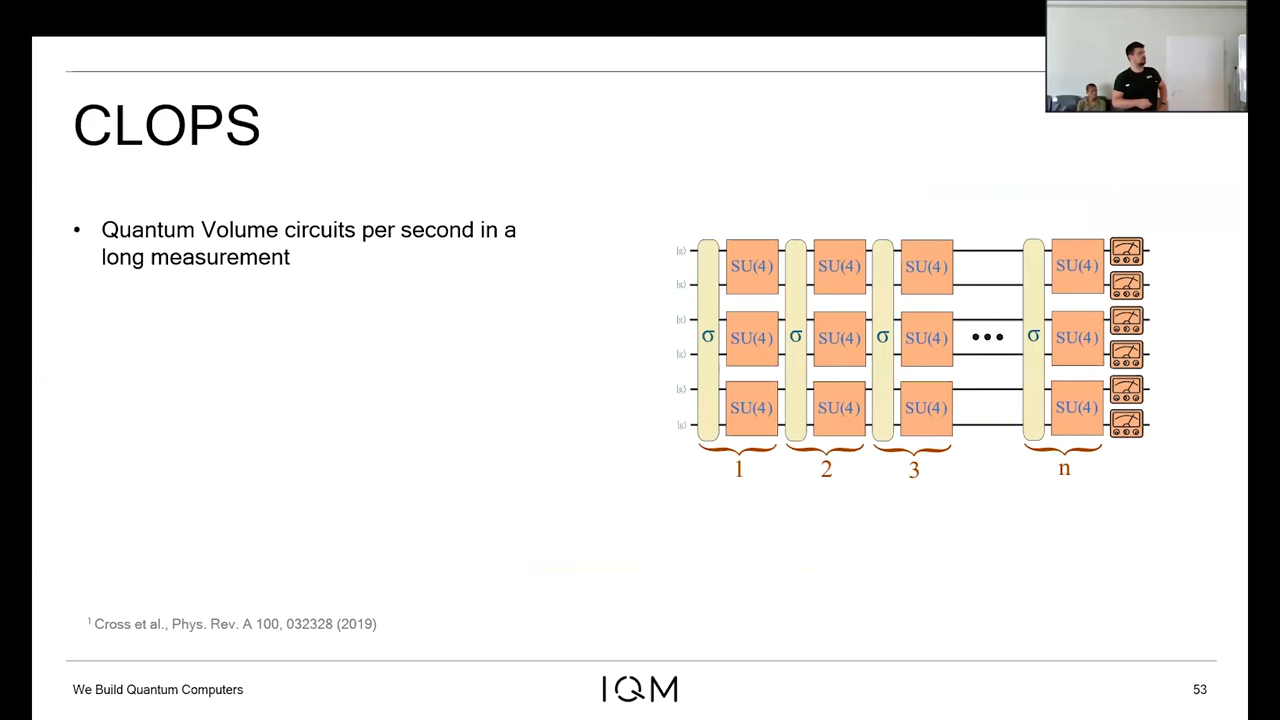 CLOPS
• Quantum Volume circuits per second in a
long measurement
|g⟩
|g⟩
|g⟩
|g⟩
|g⟩
|g⟩
SU(4) SU(4) SU(4) SU(4)
σ SU(4) σ SU(4) σ SU(4) ••• σ SU(4)
SU(4) SU(4) SU(4) SU(4)
1 2 3 n
1 Cross et al., Phys. Rev. A 100, 032328 (2019)
We Build Quantum Computers
IQM
53